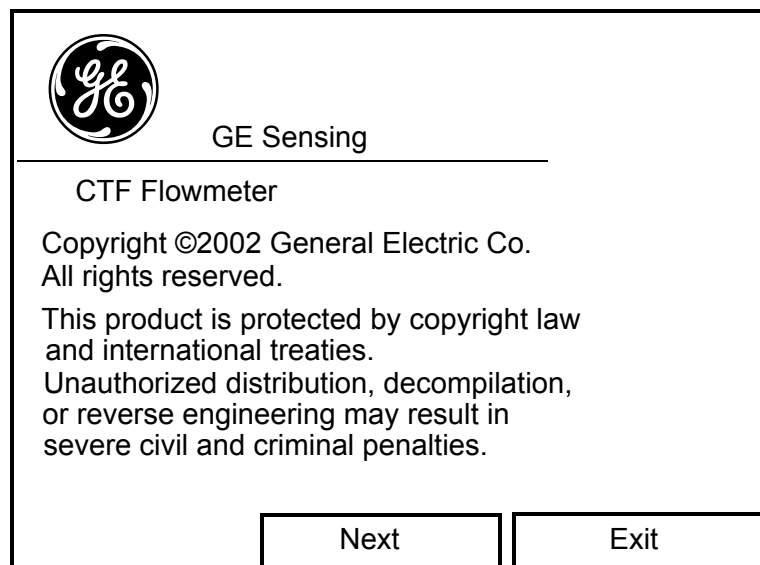 GE
GE Sensing
CTF Flowmeter
Copyright ©2002 General Electric Co.
All rights reserved.
This product is protected by copyright law
and international treaties.
Unauthorized distribution, decompilation,
or reverse engineering may result in
severe civil and criminal penalties.
Next
Exit